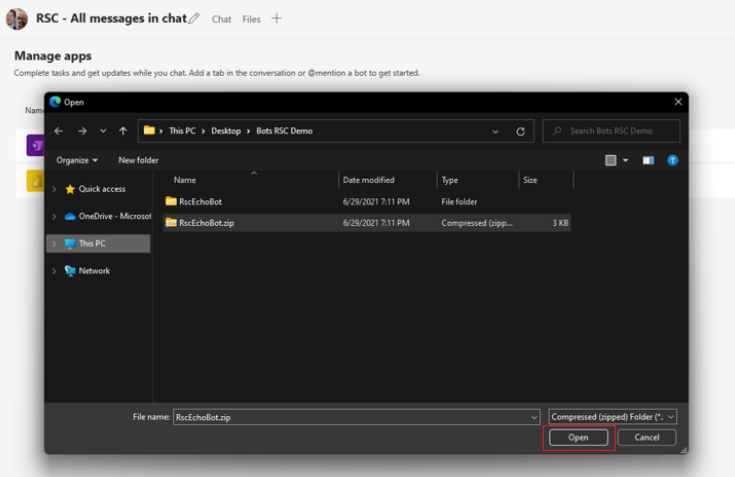 RSC - All messages in chat Chat Files
Manage apps
Complete tasks and get updates while you chat. Add a tab in the conversation or @mention a bot to get started.
Nam
Open
This PC > Desktop > Bots RSC Demo
Search Bots RSC Demo
Organize New folder
Name Date modified Type Size
Quick access
OneDrive - Microsof
This PC
Network
RscEchoBot 6/29/2021 7:11 PM File folder
RscEchoBot.zip 6/29/2021 7:11 PM Compressed (zipp... 3 KB
File name: RscEchoBot.zip Compressed (zipped) Folder (*.
Open Cancel